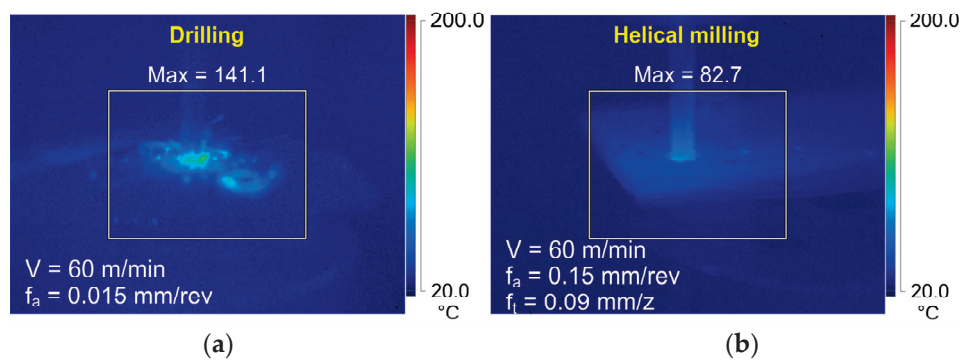 Drilling
Max = 141.1
V = 60 m/min
fₐ = 0.015 mm/rev
200.0
20.0
°C
(a)
Helical milling
Max = 82.7
V = 60 m/min
fₐ = 0.15 mm/rev
fₜ = 0.09 mm/z
200.0
20.0
°C
(b)